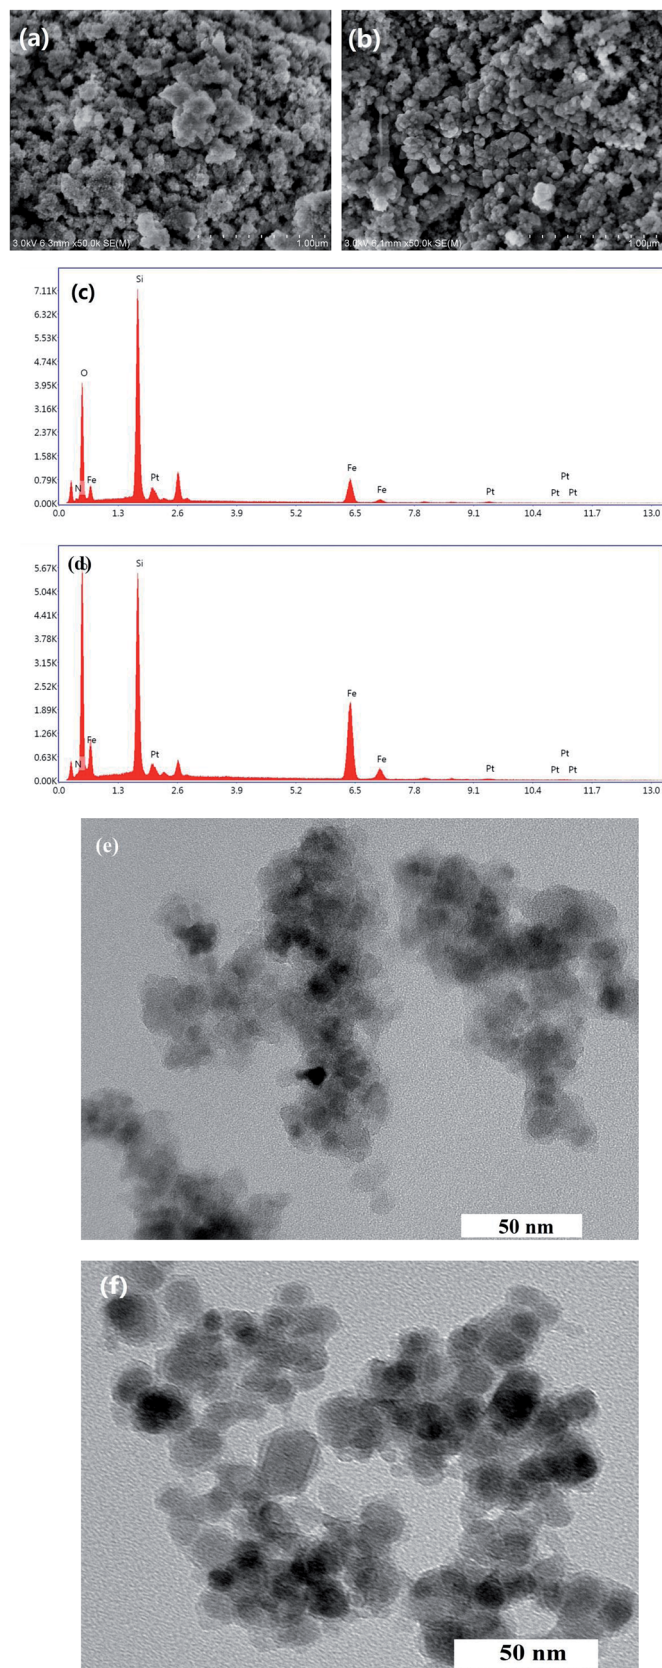 (a)
3.0kV 6.3mm x50.0k SE(M) 1.00μm
(b)
3.0kV 6.1mm x50.0k SE(M) 1.00μm
(c)
7.11K
6.32K
5.53K
4.74K
3.95K
3.16K
2.37K
1.58K
0.79K
0.00K
Si
O
N
Fe
Pt
Fe
Fe
Pt
Pt
Pt
Pt
0.0 1.3 2.6 3.9 5.2 6.5 7.8 9.1 10.4 11.7 13.0
(d)
5.67K
5.04K
4.41K
3.78K
3.15K
2.52K
1.89K
1.26K
0.63K
0.00K
Si
N
Fe
Pt
Fe
Fe
Pt
Pt
Pt
Pt
0.0 1.3 2.6 3.9 5.2 6.5 7.8 9.1 10.4 11.7 13.0
(e)
50 nm
(f)
50 nm